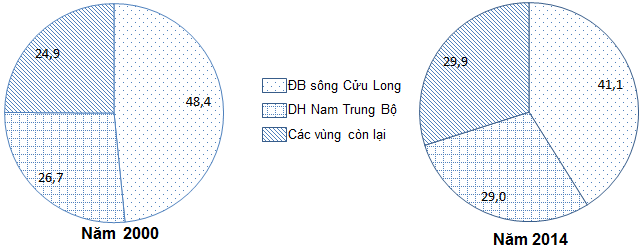 24,9
48,4
26,7
Năm 2000
ĐB sông Cửu Long
DH Nam Trung Bộ
Các vùng còn lại
29,9
41,1
29,0
Năm 2014